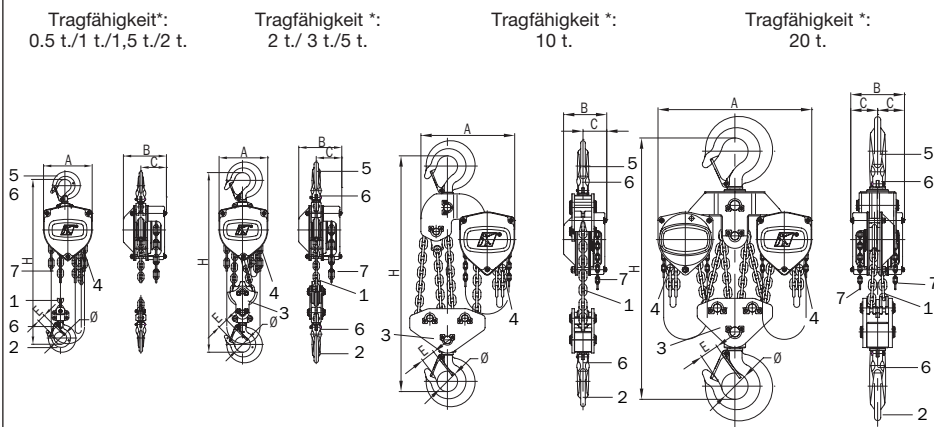 Tragfähigkeit*:
0.5 t./1 t./1,5 t./2 t.
Tragfähigkeit *:
2 t./ 3 t./5 t.
Tragfähigkeit *:
10 t.
Tragfähigkeit *:
20 t.
A
B
C
5
6
H
7
4
1
E
6
2
Ø
A
B
C
5
6
H
7
4
1
3
E
Ø
6
2
A
B
C
5
6
H
7
4
1
3
E
Ø
6
2
A
B
C
C
5
6
H
4
4
7
7
1
3
E
Ø
6
2